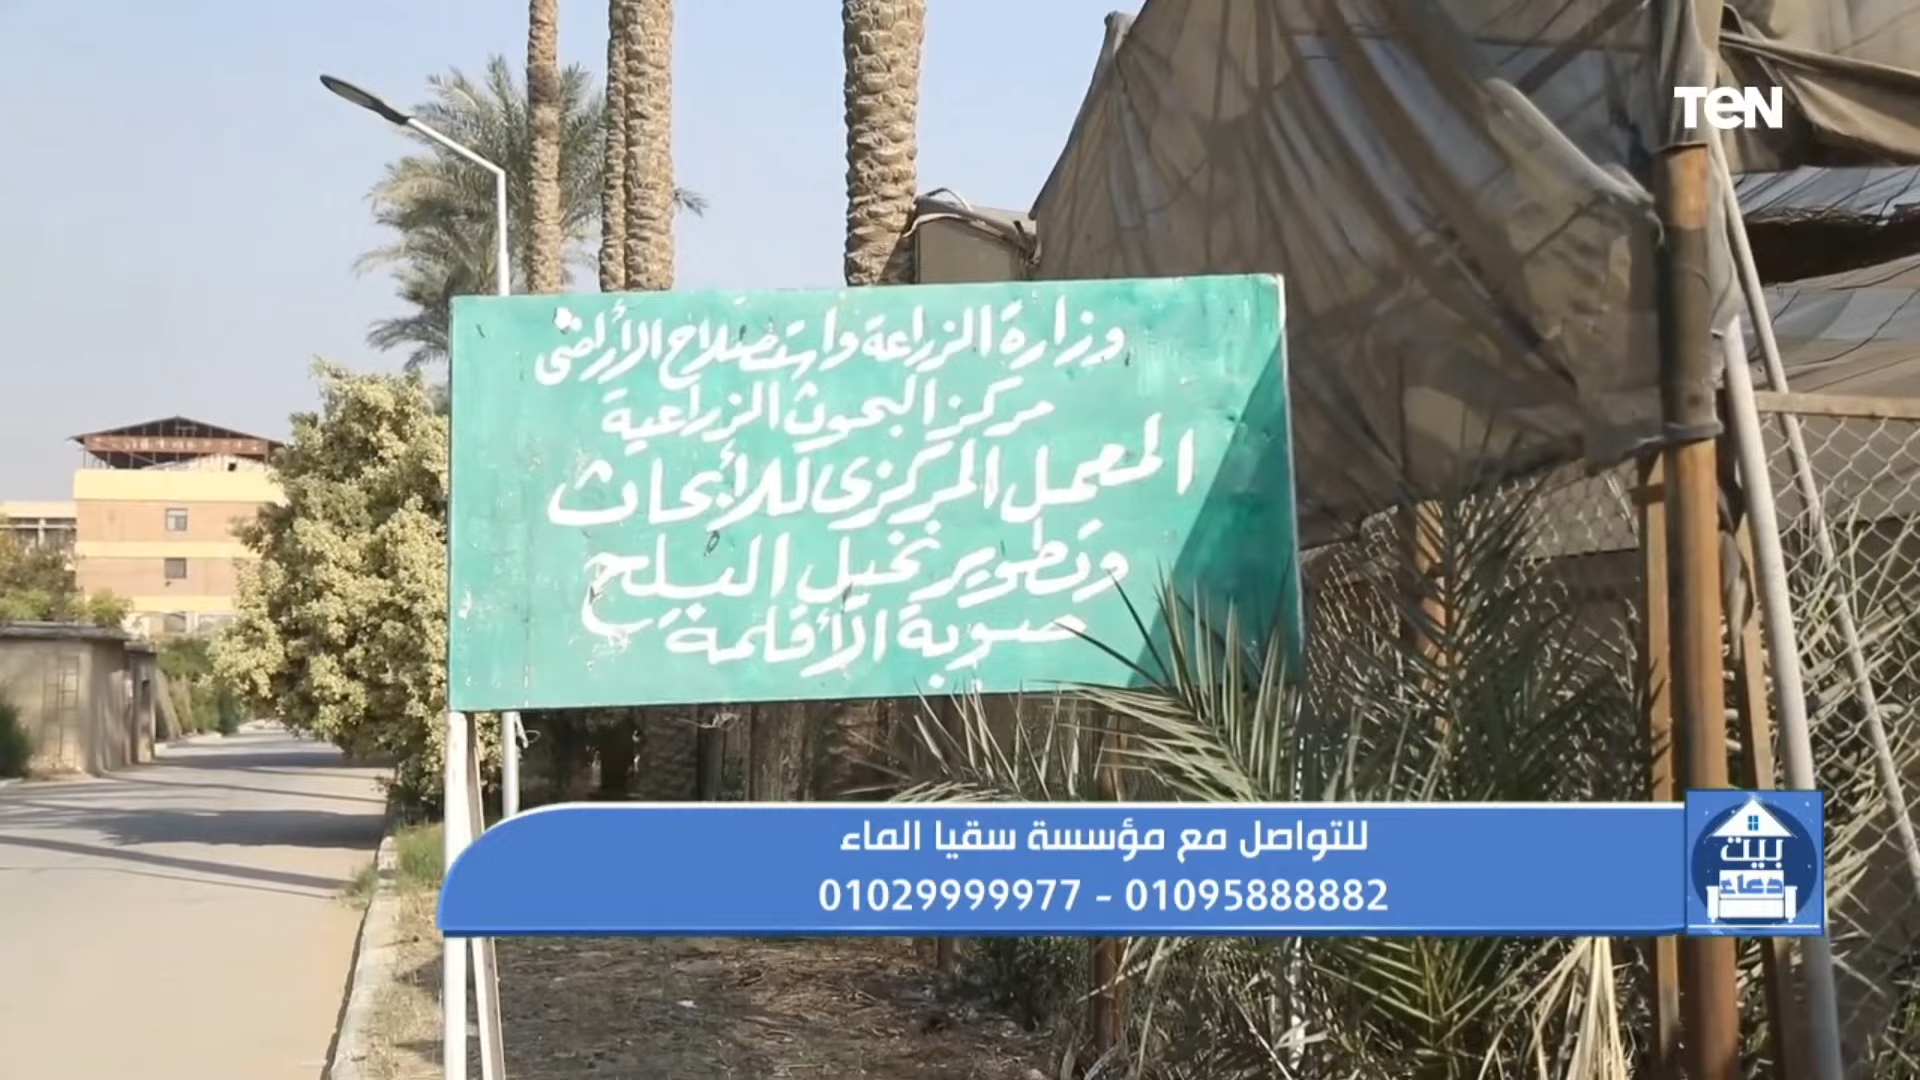 TeN
وزارة الزراعة واستصلاح الأراضى
مركز البحوث الزراعية
المعمل المركزى للأبحاث
وتطوير نخيل البلح
صوبة الأقلمة
للتواصل مع مؤسسة سقيا الماء
01029999977 - 01095888882
بيت
دعاء